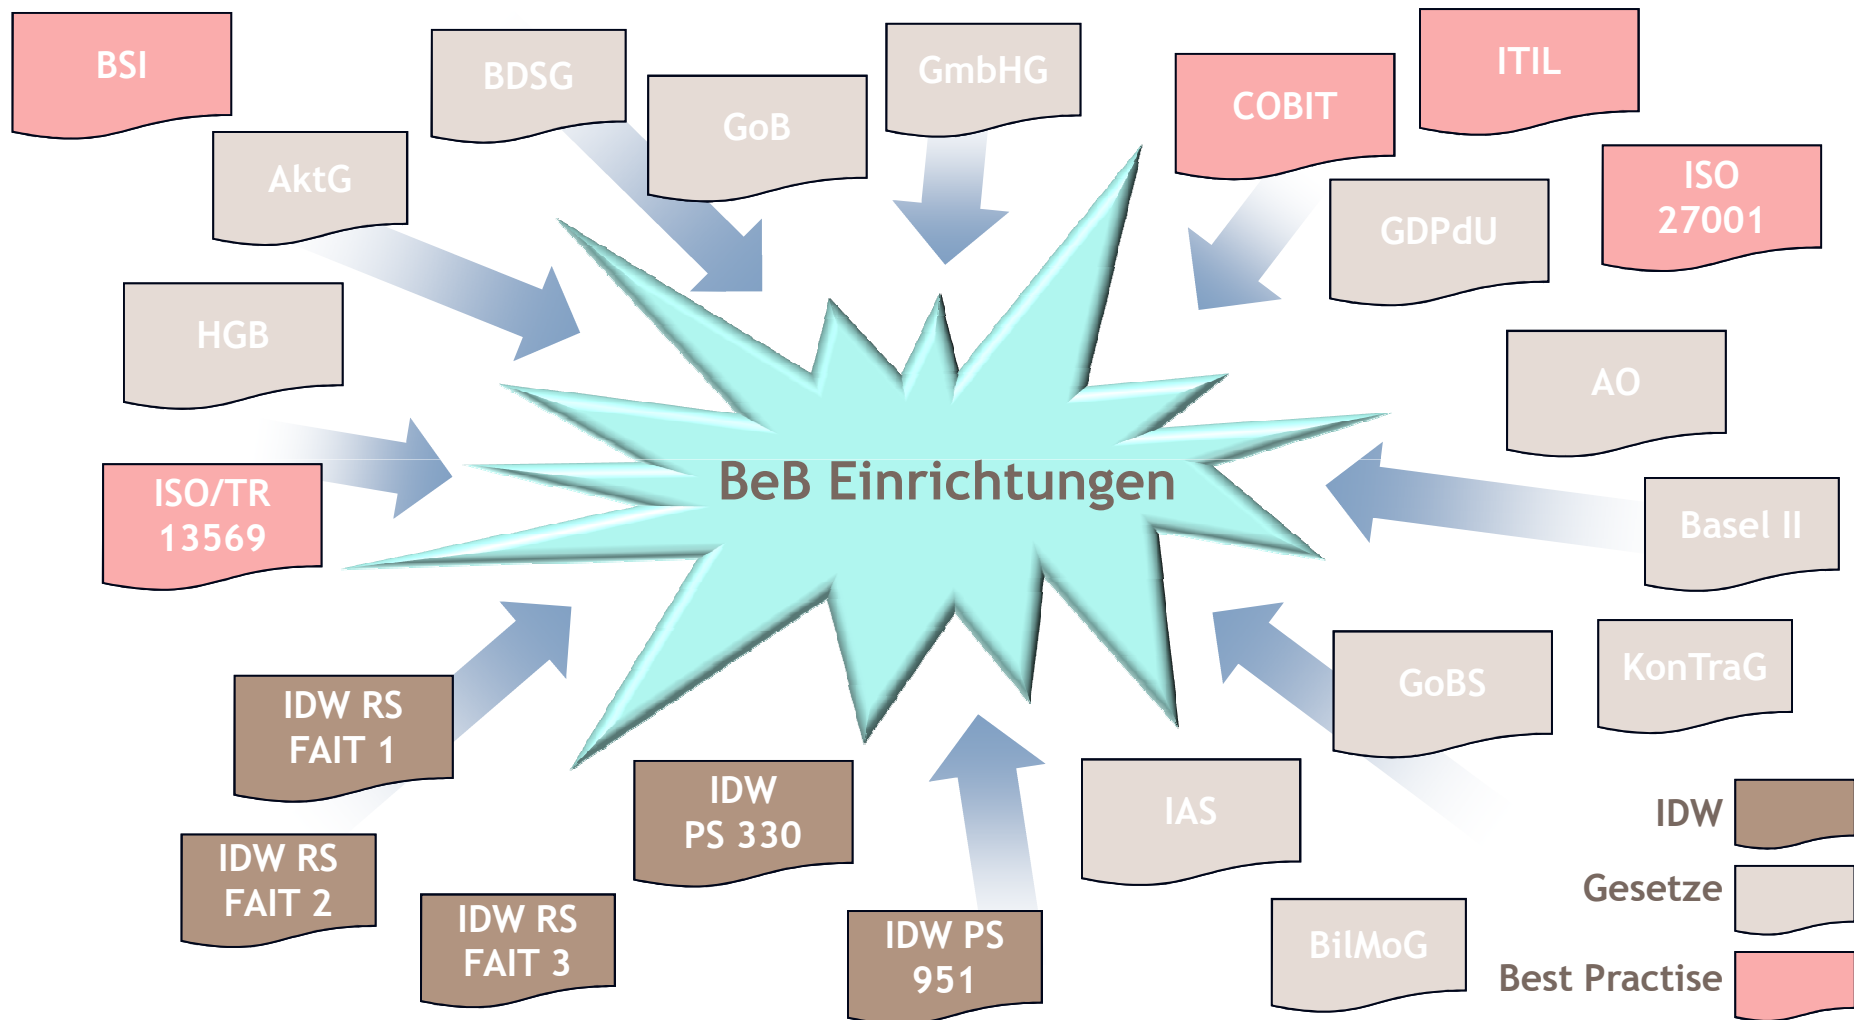 BSI
BDSG
GoB
GmbHG
COBIT
ITIL
AktG
GDPdU
ISO
27001
HGB
AO
BeB Einrichtungen
ISO/TR
13569
Basel II
IDW RS
FAIT 1
GoBS
KonTraG
IDW
PS 330
IAS
IDW RS
FAIT 2
IDW RS
FAIT 3
IDW PS
951
BilMoG
IDW
Gesetze
Best Practise